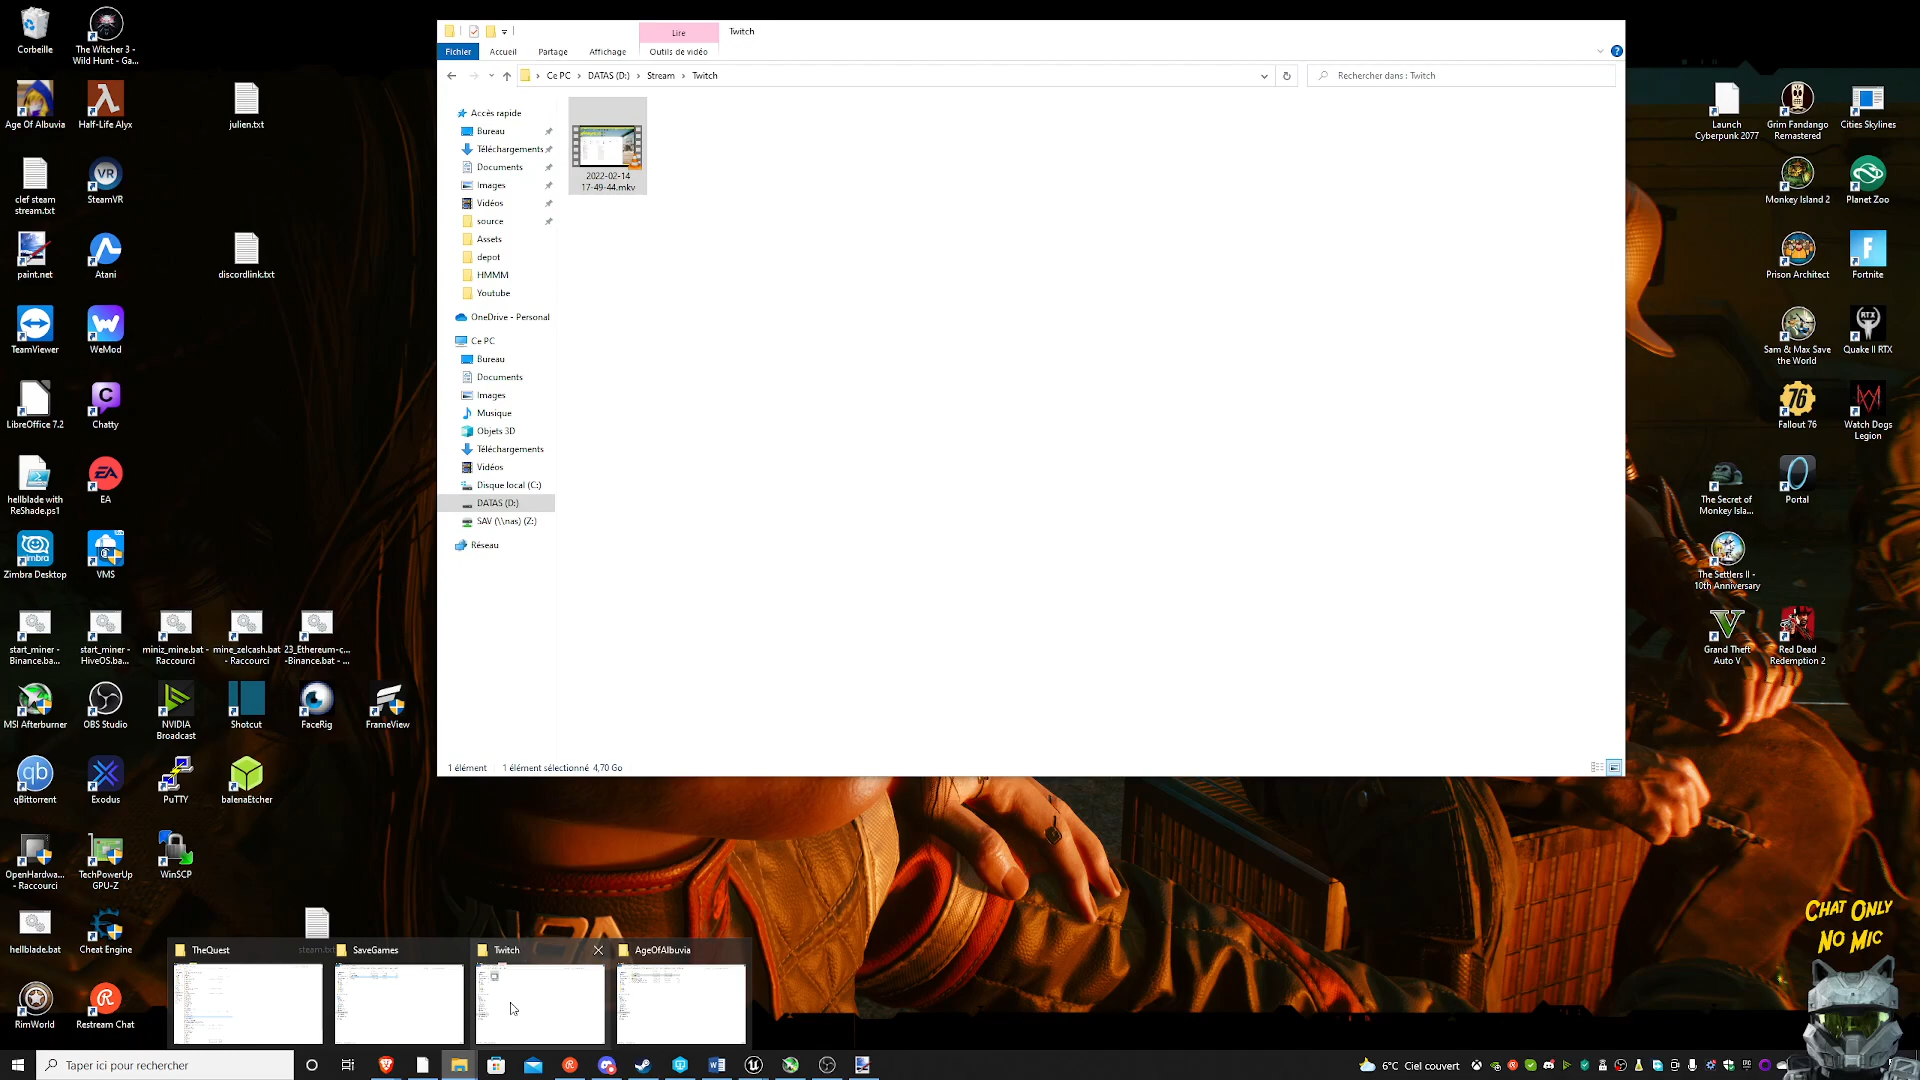 Corbeille
The Witcher 3 -
Wild Hunt - Ga...
Age Of Albuvia
Half-Life Alyx
julien.txt
clef steam
stream.txt
SteamVR
paint.net
Atani
discordlink.txt
TeamViewer
WeMod
LibreOffice 7.2
Chatty
hellblade with
ReShade.ps1
EA
Zimbra Desktop
VMS
start_miner -
Binance.ba...
start_miner -
HiveOS.ba...
miniz_mine.bat -
Raccourci
mine_zelcash.bat
- Raccourci
23_Ethereum-c...
-Binance.bat - ...
MSI Afterburner
OBS Studio
NVIDIA
Broadcast
Shotcut
FaceRig
FrameView
qBittorrent
Exodus
PuTTY
balenaEtcher
OpenHardwa...
- Raccourci
TechPowerUp
GPU-Z
WinSCP
hellblade.bat
Cheat Engine
steam.txt
RimWorld
Restream Chat
Lire
Twitch
Fichier
Accueil
Partage
Affichage
Outils de vidéo
Ce PC
DATAS (D:)
Stream
Twitch
Rechercher dans : Twitch
Accès rapide
Bureau
Téléchargements
Documents
Images
Vidéos
source
Assets
depot
HMMM
Youtube
OneDrive - Personal
Ce PC
Bureau
Documents
Images
Musique
Objets 3D
Téléchargements
Vidéos
Disque local (C:)
DATAS (D:)
SAV (\\nas) (Z:)
Réseau
2022-02-14
17-49-44.mkv
1 élément
1 élément sélectionné 4,70 Go
Launch
Cyberpunk 2077
Grim Fandango
Remastered
Cities Skylines
Monkey Island 2
Planet Zoo
Prison Architect
Fortnite
Sam & Max Save
the World
RTX
Quake II RTX
76
Fallout 76
Watch Dogs
Legion
The Secret of
Monkey Isla...
Portal
The Settlers II -
10th Anniversary
Grand Theft
Auto V
Red Dead
Redemption 2
CHAT ONLY
NO MIC
TheQuest
SaveGames
Twitch
AgeOfAlbuvia
Taper ici pour rechercher
6°C Ciel couvert